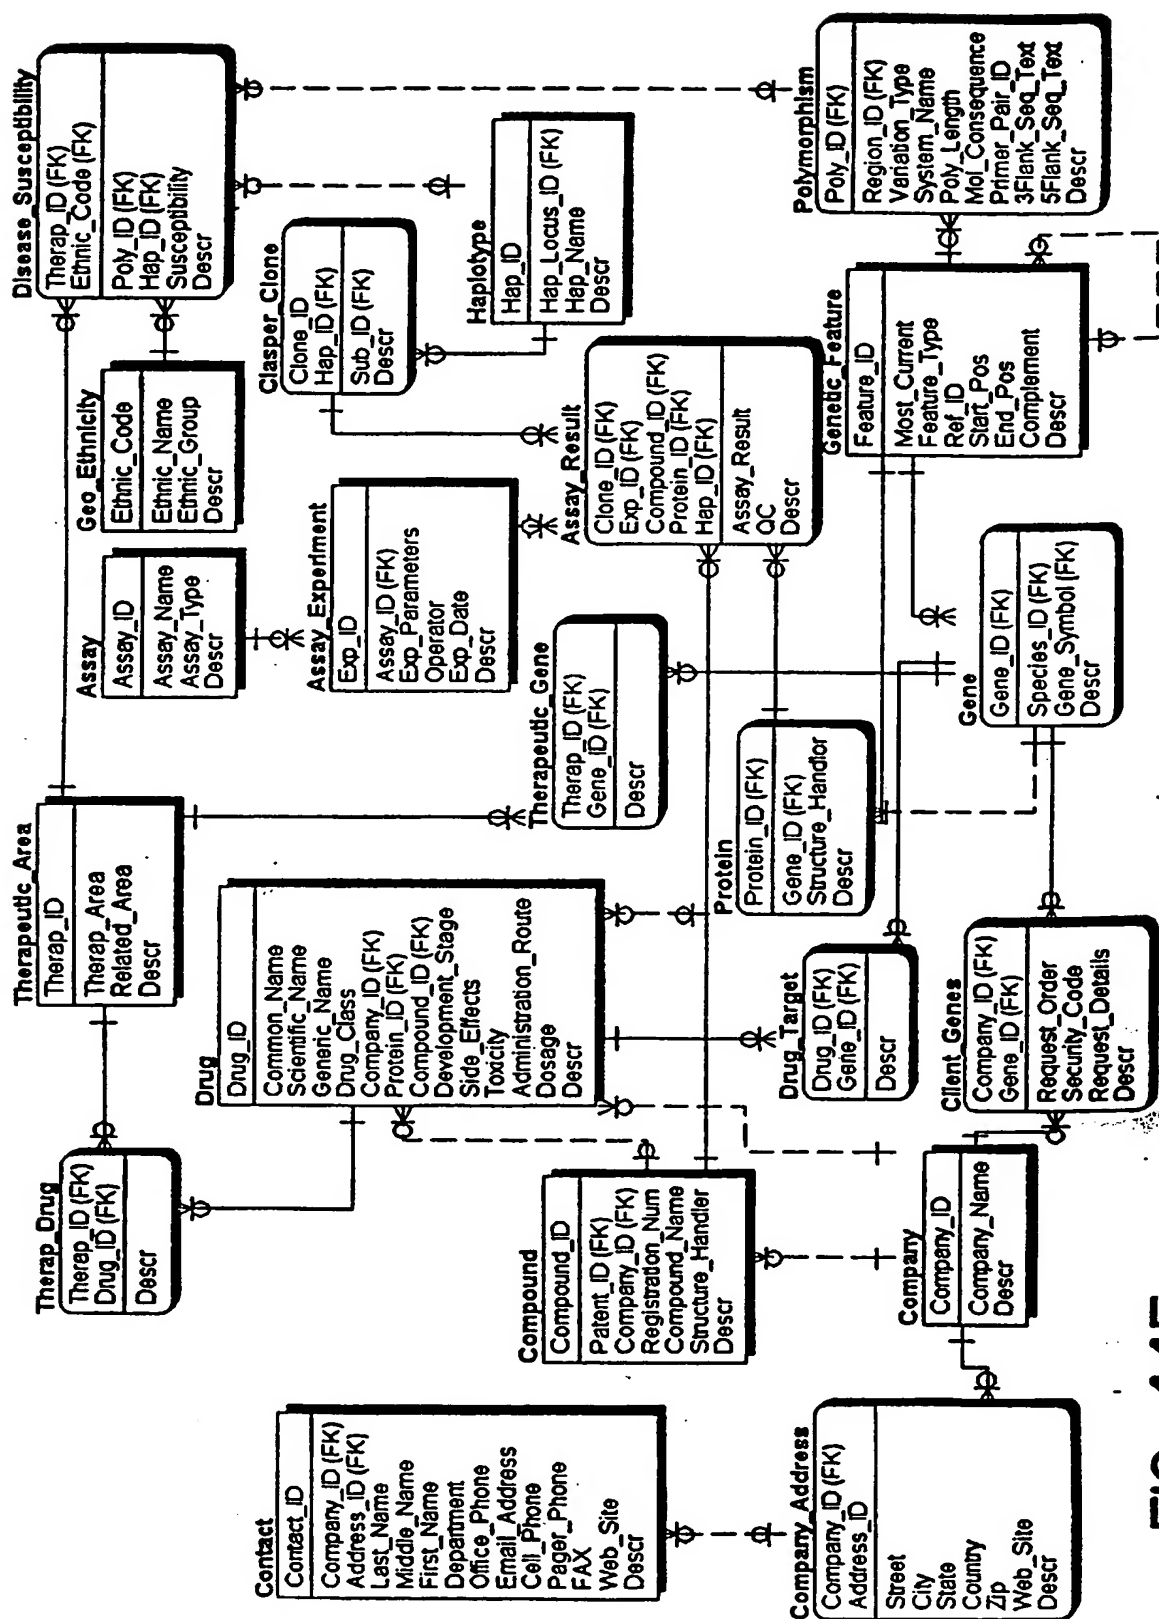 Therap_Drug
Therap_ID (FK)
Drug_ID (FK)
Descr
Therapeutic_Area
Therap_ID
Therap_Area
Related_Area
Descr
Assay
Assay_ID
Assay_Name
Assay_Type
Descr
Geo_Ethnicity
Ethnic_Code
Ethnic_Name
Ethnic_Group
Descr
Disease_Susceptibility
Therap_ID (FK)
Ethnic_Code (FK)
Poly_ID (FK)
Hap_ID (FK)
Susceptibility
Descr
Contact
Contact_ID
Company_ID (FK)
Address_ID (FK)
Last_Name
Middle_Name
First_Name
Department
Office_Phone
Email_Address
Cell_Phone
Pager_Phone
FAX
Web_Site
Descr
Drug
Drug_ID
Common_Name
Scientific_Name
Generic_Name
Drug_Class
Company_ID (FK)
Protein_ID (FK)
Compound_ID (FK)
Development_Stage
Side_Effects
Toxicity
Administration_Route
Dosage
Descr
Assay_Experiment
Exp_ID
Assay_ID (FK)
Exp_Parameters
Operator
Exp_Date
Descr
Clasper_Clone
Clone_ID
Hap_ID (FK)
Sub_ID (FK)
Descr
Haplotype
Hap_ID
Hap_Locus_ID (FK)
Hap_Name
Descr
Compound
Compound_ID
Patent_ID (FK)
Company_ID (FK)
Registration_Num
Compound_Name
Structure_Handler
Descr
Therapeutic_Gene
Therap_ID (FK)
Gene_ID (FK)
Descr
Assay_Result
Clone_ID (FK)
Exp_ID (FK)
Compound_ID (FK)
Protein_ID (FK)
Hap_ID (FK)
Assay_Result
QC
Descr
Protein
Protein_ID (FK)
Gene_ID (FK)
Structure_Handlor
Descr
Drug_Target
Drug_ID (FK)
Gene_ID (FK)
Descr
Genetic_Feature
Feature_ID
Most_Current
Feature_Type
Ref_ID
Start_Pos
End_Pos
Complement
Descr
Polymorphism
Poly_ID (FK)
Region_ID (FK)
Variation_Type
System_Name
Poly_Length
Mol_Consequence
Primer_Pair_ID
3Flank_Seq_Text
5Flank_Seq_Text
Descr
Company_Address
Company_ID (FK)
Address_ID
Street
City
State
Country
Zip
Web_Site
Descr
Company
Company_ID
Company_Name
Descr
Client Genes
Company_ID (FK)
Gene_ID (FK)
Request_Order
Security_Code
Request_Details
Descr
Gene
Gene_ID (FK)
Species_ID (FK)
Gene_Symbol (FK)
Descr